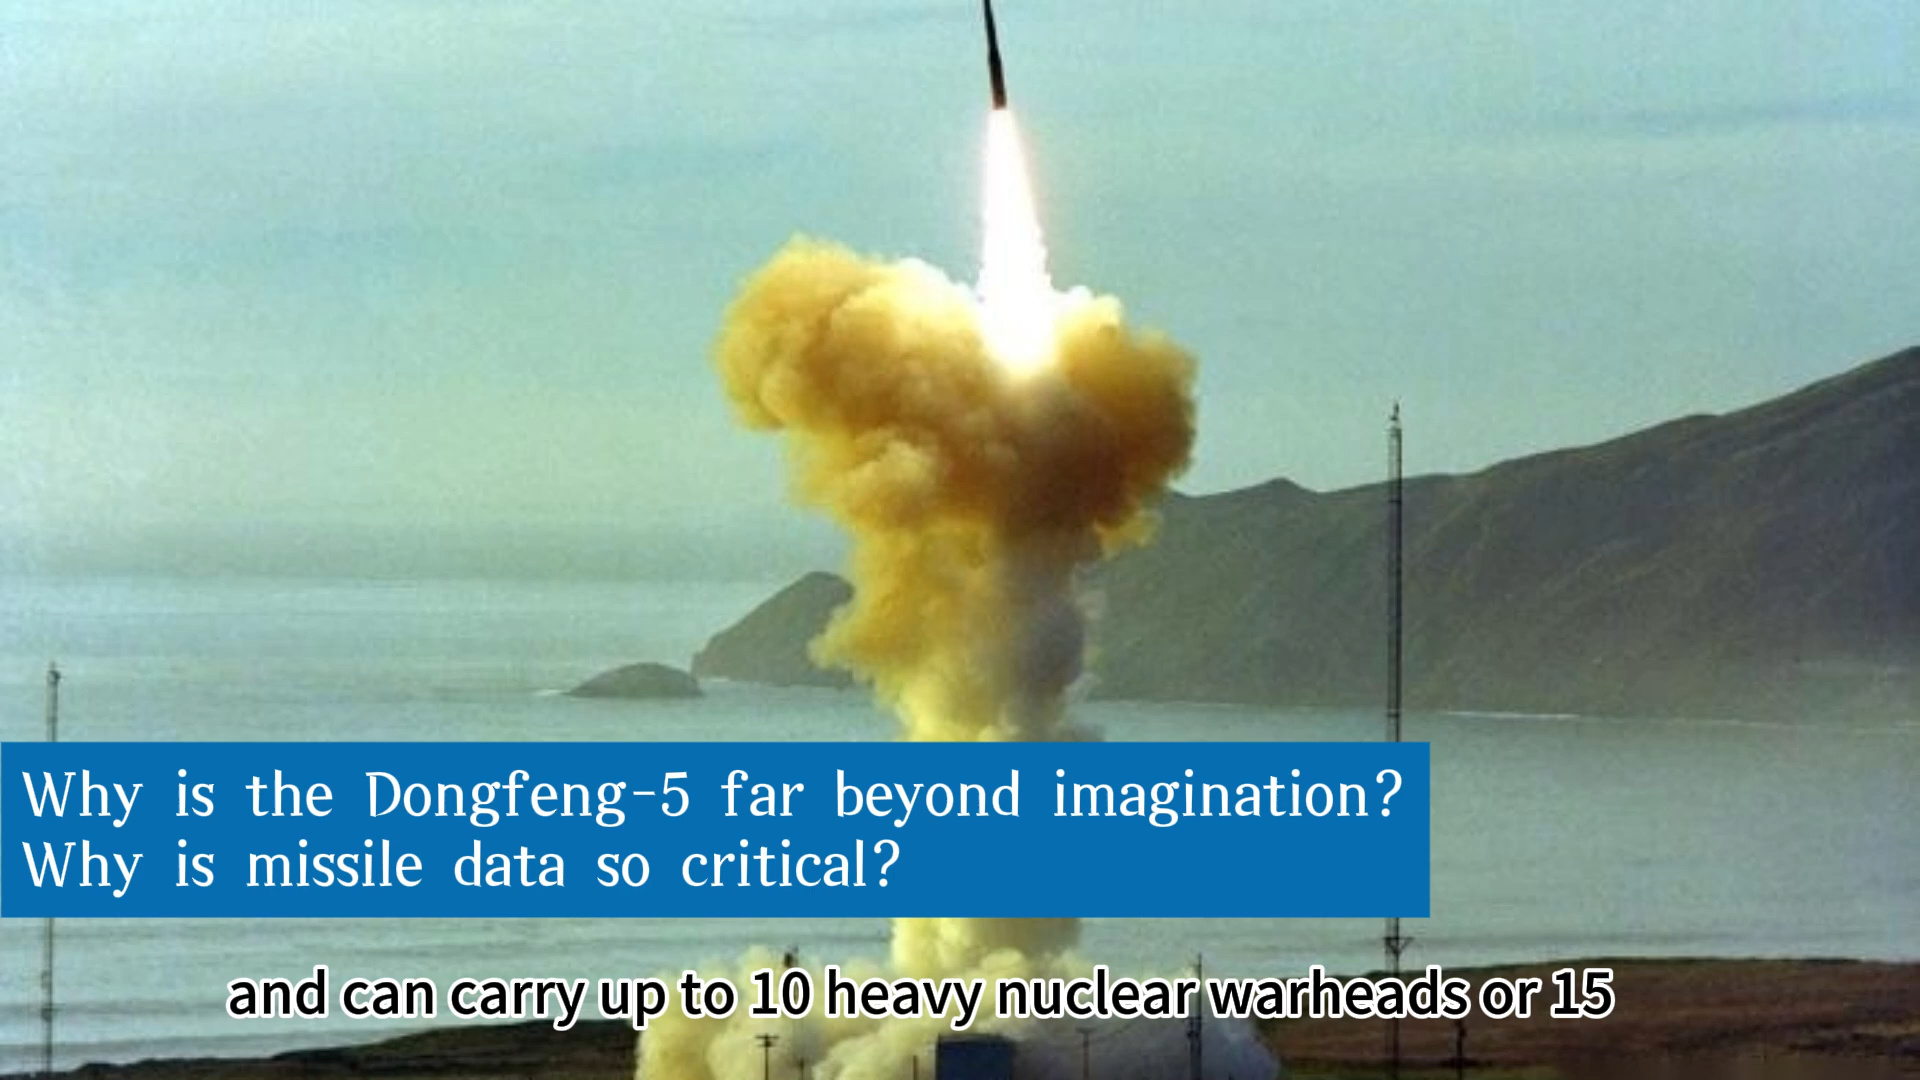 Why is the Dongfeng-5 far beyond imagination?
Why is missile data so critical?
and can carry up to 10 heavy nuclear warheads or 15